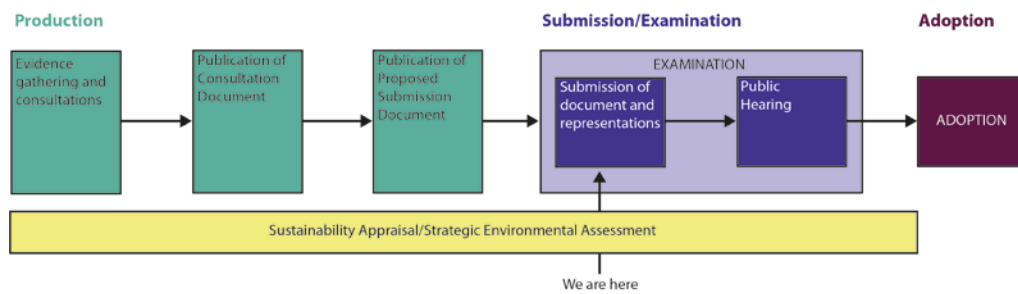 Production
Submission/Examination
Adoption
Evidence
gathering and
consultations
Publication of
Consultation
Document
Publication of
Proposed
Submission
Document
EXAMINATION
Submission of
document and
representations
Public
Hearing
ADOPTION
Sustainability Appraisal/Strategic Environmental Assessment
We are here